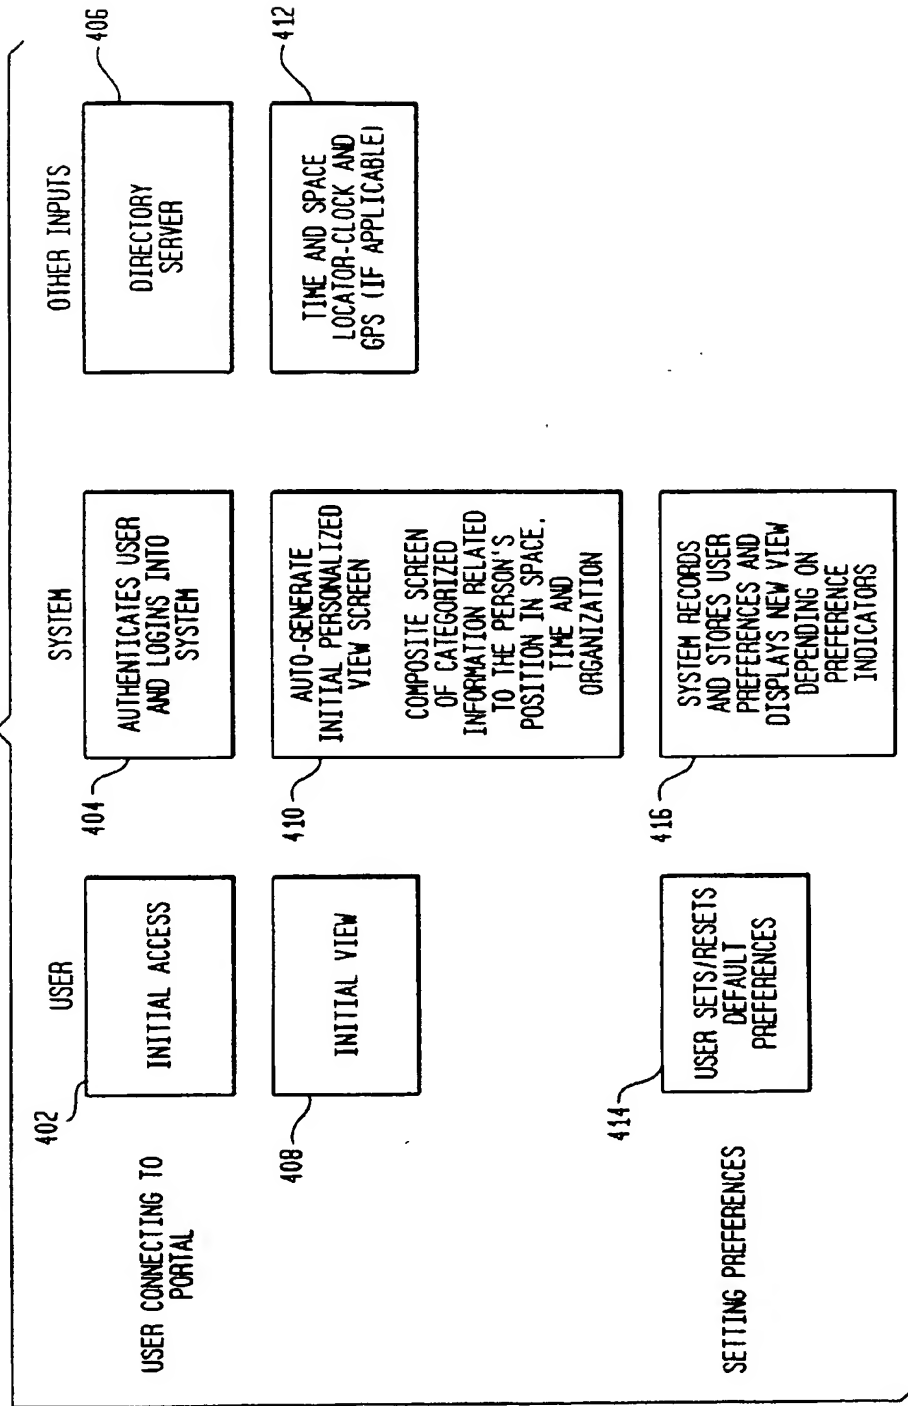 USER
SYSTEM
OTHER INPUTS
USER CONNECTING TO
PORTAL
402
INITIAL ACCESS
404
AUTHENTICATES USER
AND LOGINS INTO
SYSTEM
406
DIRECTORY
SERVER
408
INITIAL VIEW
410
AUTO-GENERATE
INITIAL PERSONALIZED
VIEW SCREEN
COMPOSITE SCREEN
OF CATEGORIZED
INFORMATION RELATED
TO THE PERSON'S
POSITION IN SPACE,
TIME AND
ORGANIZATION
412
TIME AND SPACE
LOCATOR-CLOCK AND
GPS (IF APPLICABLE)
SETTING PREFERENCES
414
USER SETS/RESETS
DEFAULT
PREFERENCES
416
SYSTEM RECORDS
AND STORES USER
PREFERENCES AND
DISPLAYS NEW VIEW
DEPENDING ON
PREFERENCE
INDICATORS